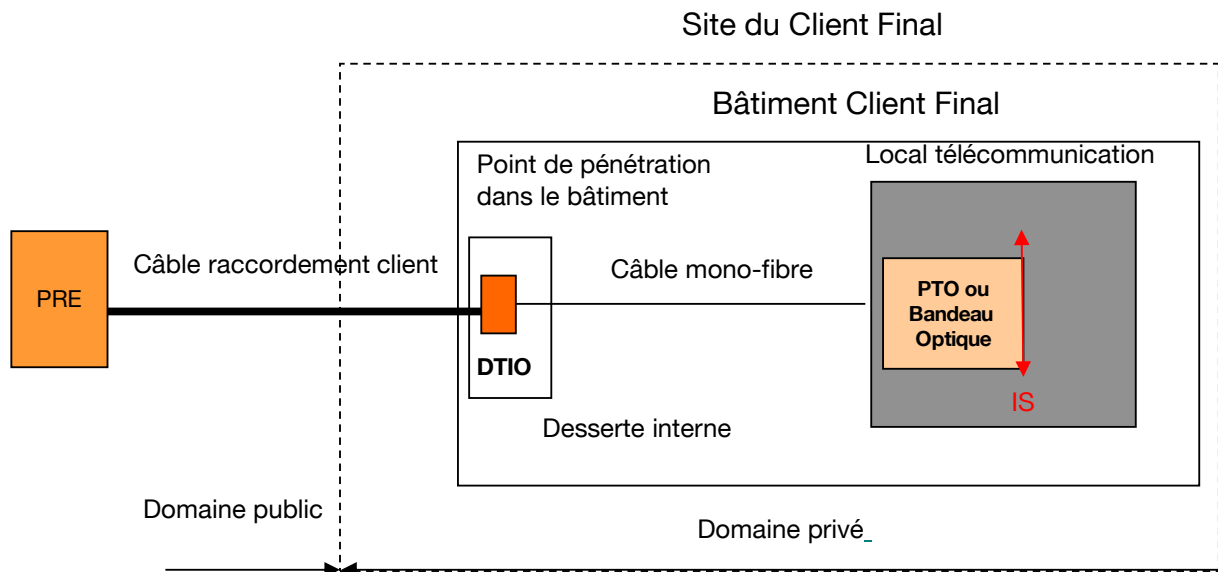 Site du Client Final
Bâtiment Client Final
Point de pénétration
dans le bâtiment
Local télécommunication
Câble raccordement client
Câble mono-fibre
PRE
PTO ou
Bandeau
Optique
DTIO
IS
Desserte interne
Domaine public
Domaine privé